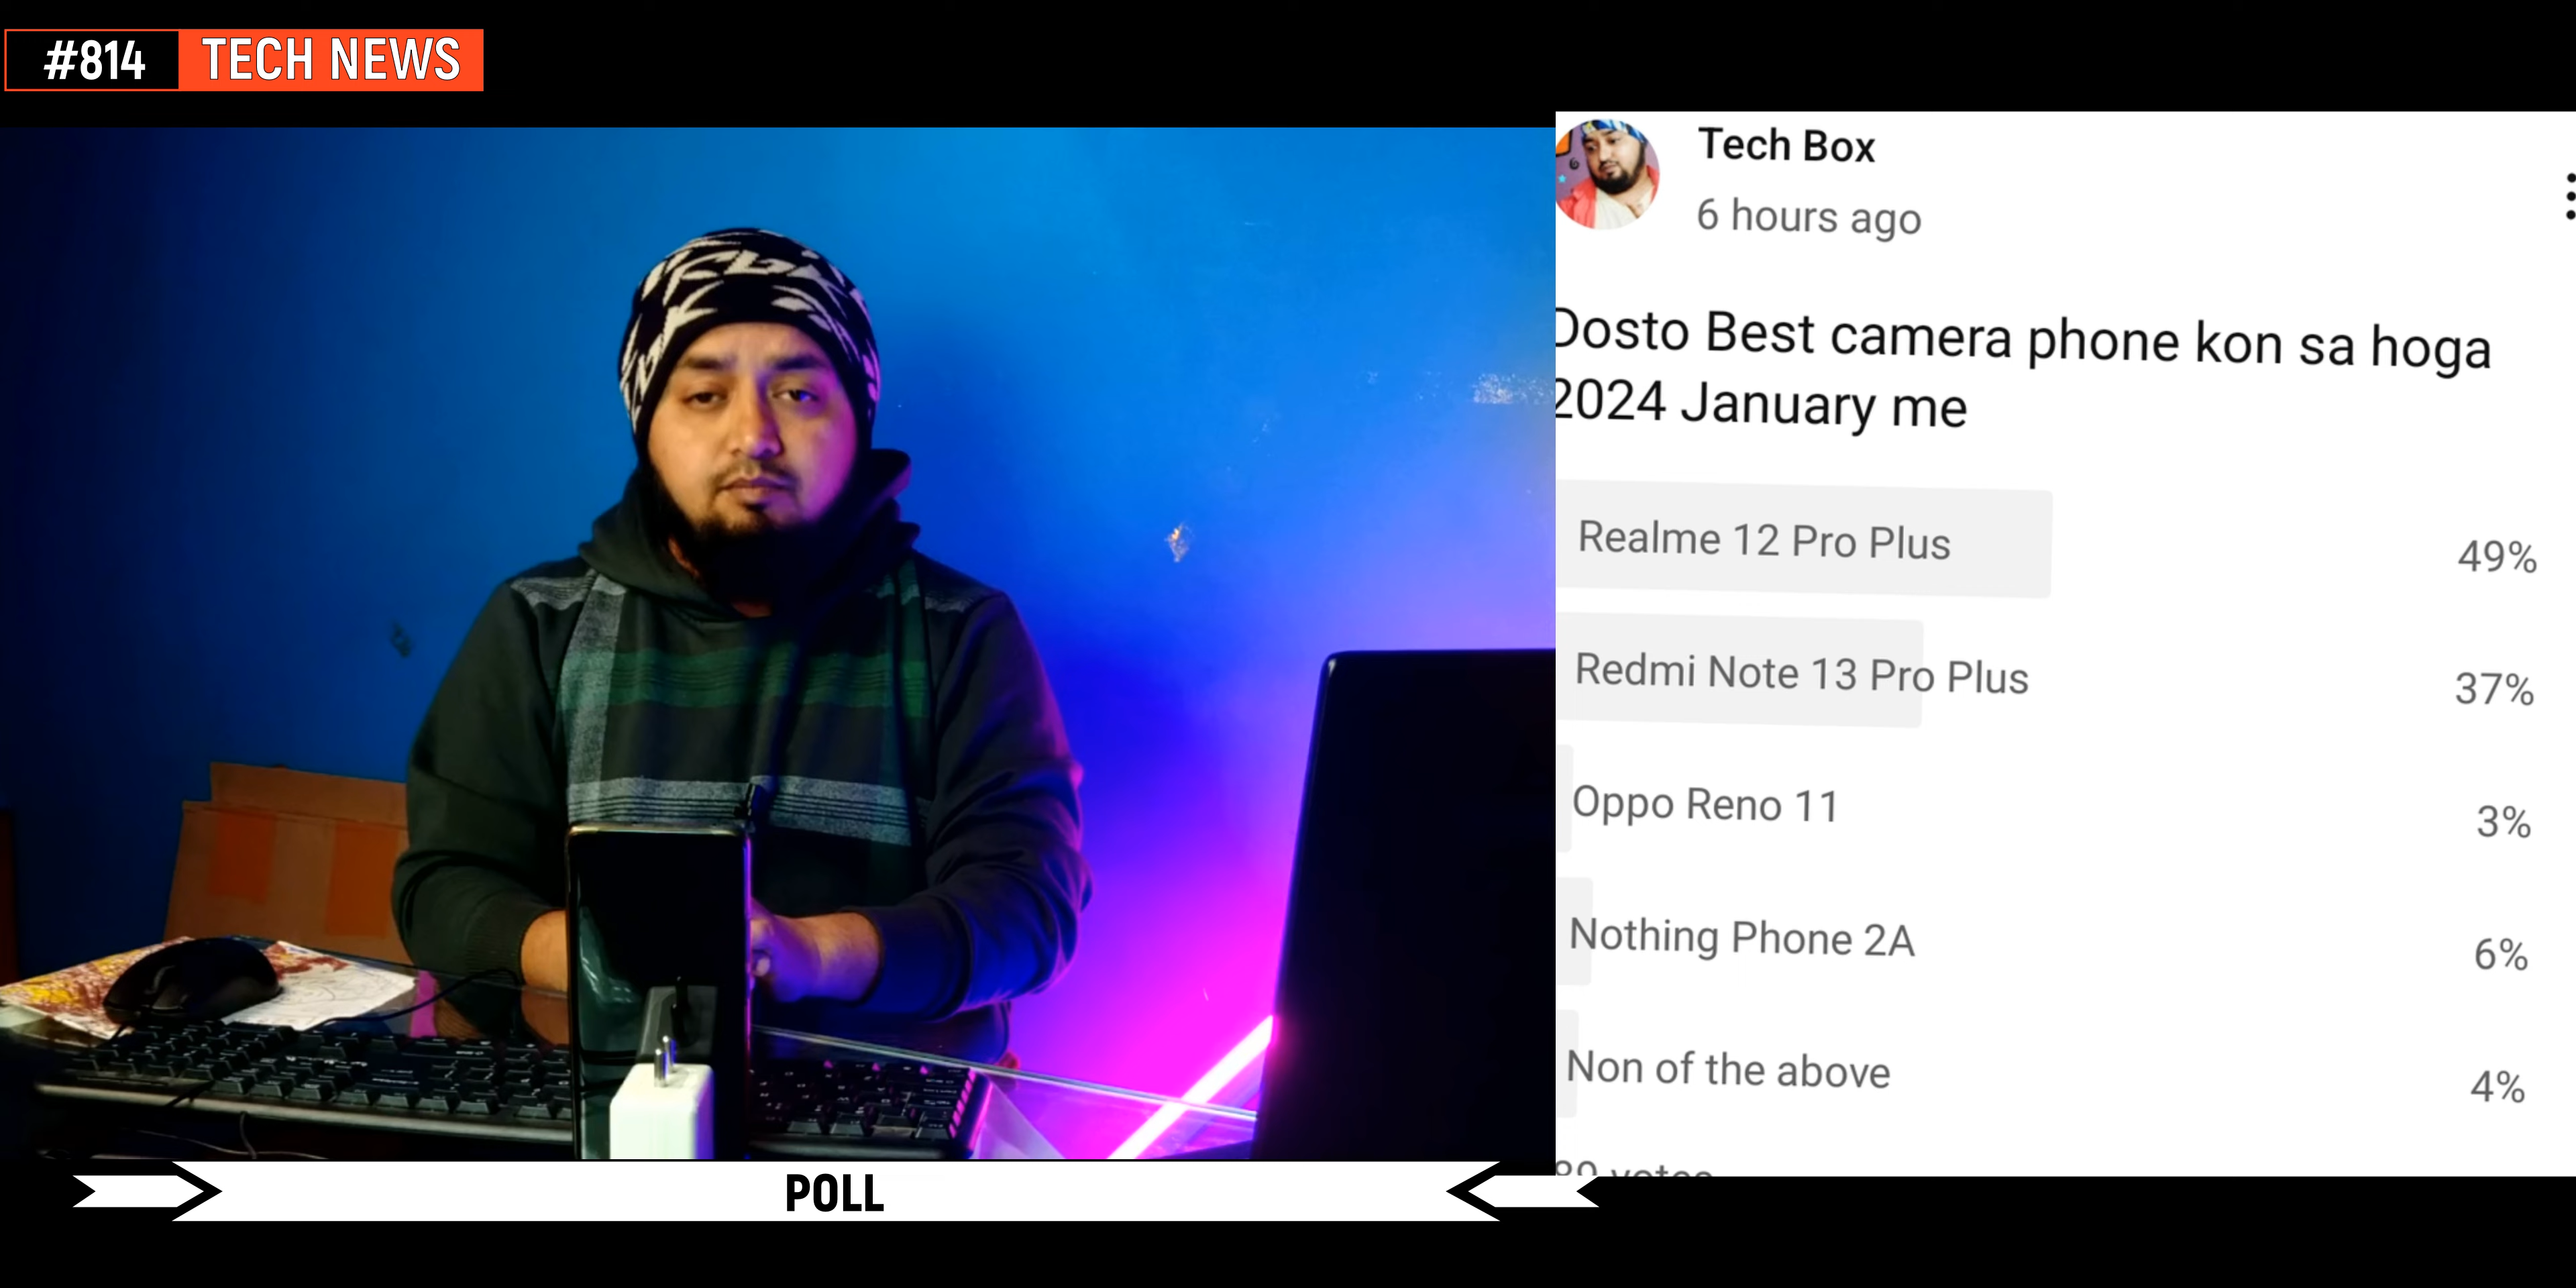 #814 TECH NEWS
Tech Box
6 hours ago
Dosto Best camera phone kon sa hoga
2024 January me
Realme 12 Pro Plus 49%
Redmi Note 13 Pro Plus 37%
Oppo Reno 11 3%
Nothing Phone 2A 6%
Non of the above 4%
89 votes
POLL